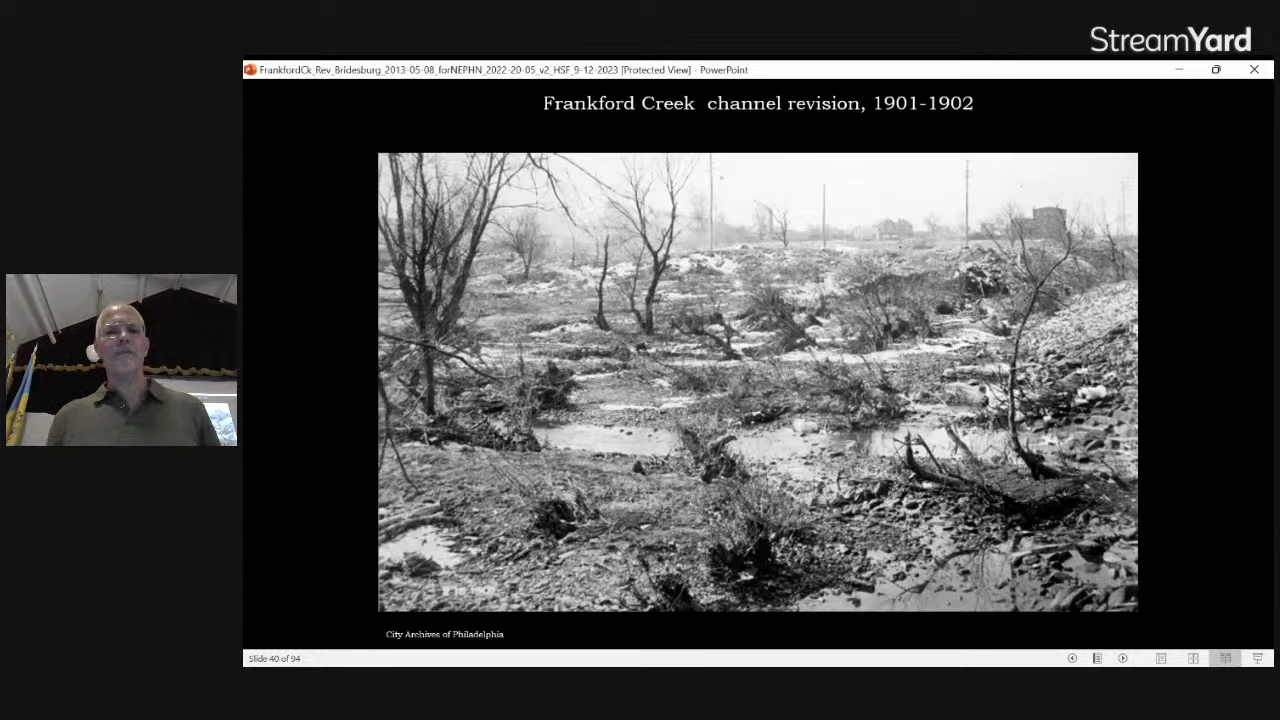 StreamYard
FrankfordCk_Rev_Bridesburg_2013-05-08_forNEPHN_2022-20-05_v2_HSF_9-12-2023 [Protected View] - PowerPoint
Frankford Creek channel revision, 1901-1902
City Archives of Philadelphia
Slide 40 of 94